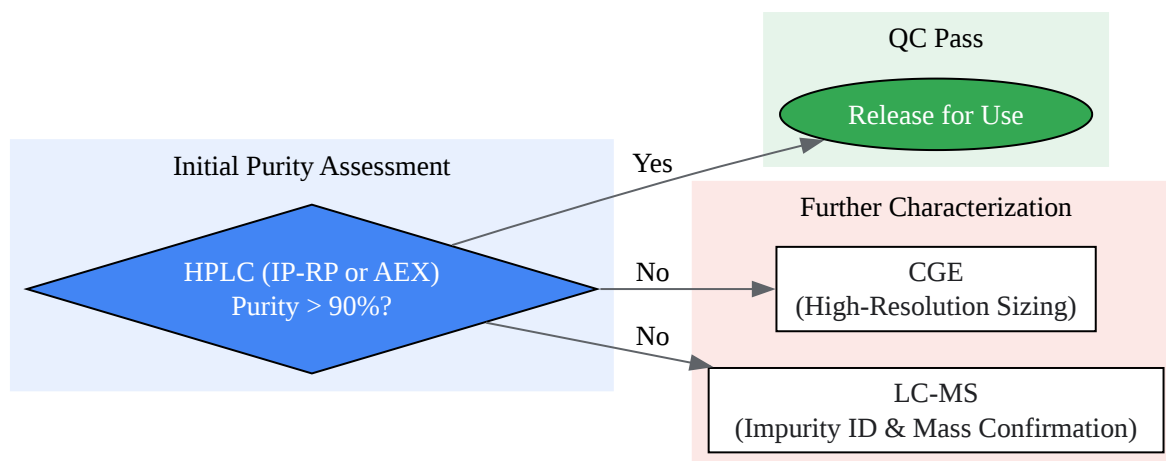 QC Pass
Release for Use
Initial Purity Assessment
HPLC (IP-RP or AEX)
Purity > 90%?
Yes
No
No
Further Characterization
CGE
(High-Resolution Sizing)
LC-MS
(Impurity ID & Mass Confirmation)